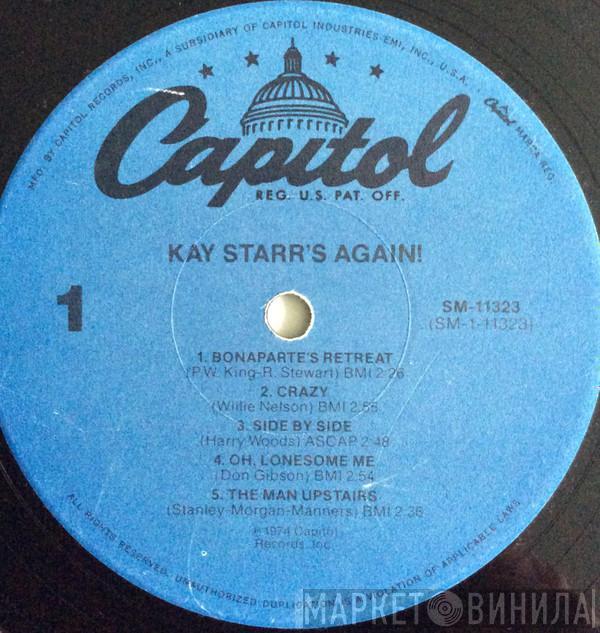 MFD. BY CAPITOL RECORDS, INC., A SUBSIDIARY OF CAPITOL INDUSTRIES-EMI, INC., U.S.A. . Capitol MARCA REG.
Capitol
REG. U.S. PAT. OFF.
KAY STARR'S AGAIN!
1
SM-11323
(SM-1-11323)
1. BONAPARTE'S RETREAT
(P.W. King-R. Stewart) BMI 2:26
2. CRAZY
(Willie Nelson) BMI 2:55
3. SIDE BY SIDE
(Harry Woods) ASCAP 2:48
4. OH, LONESOME ME
(Don Gibson) BMI 2:54
5. THE MAN UPSTAIRS
(Stanley-Morgan-Manners) BMI 2:36
℗ 1974 Capitol
Records, Inc.
ALL RIGHTS RESERVED. UNAUTHORIZED DUPLICATION IS A VIOLATION OF APPLICABLE LAWS.
МАРКЕТ ВИНИЛА